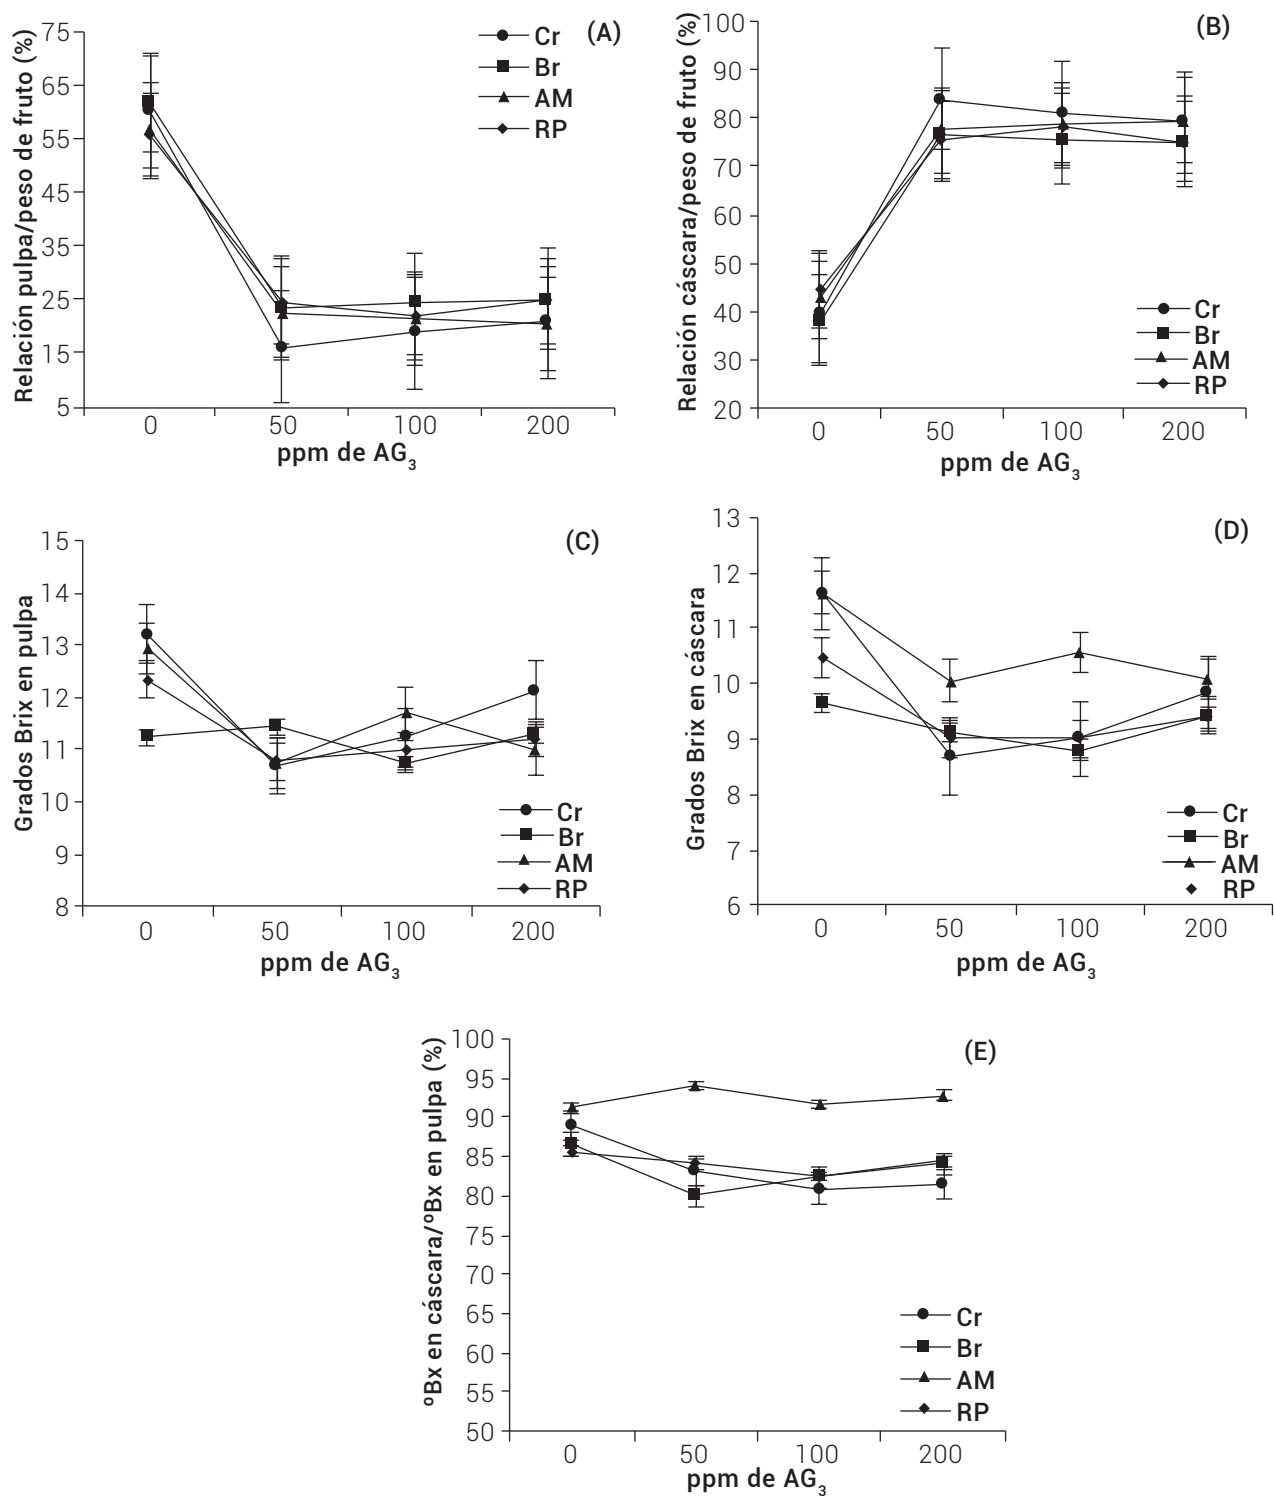 (A)
Relación pulpa/peso de fruto (%)
75
65
55
45
35
25
15
5
0 50 100 200
ppm de AG₃
Cr
Br
AM
RP
(B)
Relación cáscara/peso de fruto (%)
100
90
80
70
60
50
40
30
20
0 50 100 200
ppm de AG₃
Cr
Br
AM
RP
(C)
Grados Brix en pulpa
15
14
13
12
11
10
9
8
0 50 100 200
ppm de AG₃
Cr
Br
AM
RP
(D)
Grados Brix en cáscara
13
12
11
10
9
8
7
6
0 50 100 200
ppm de AG₃
Cr
Br
AM
RP
(E)
ºBx en cáscara/ºBx en pulpa (%)
100
95
90
85
80
75
70
65
60
55
50
0 50 100 200
ppm de AG₃
Cr
Br
AM
RP